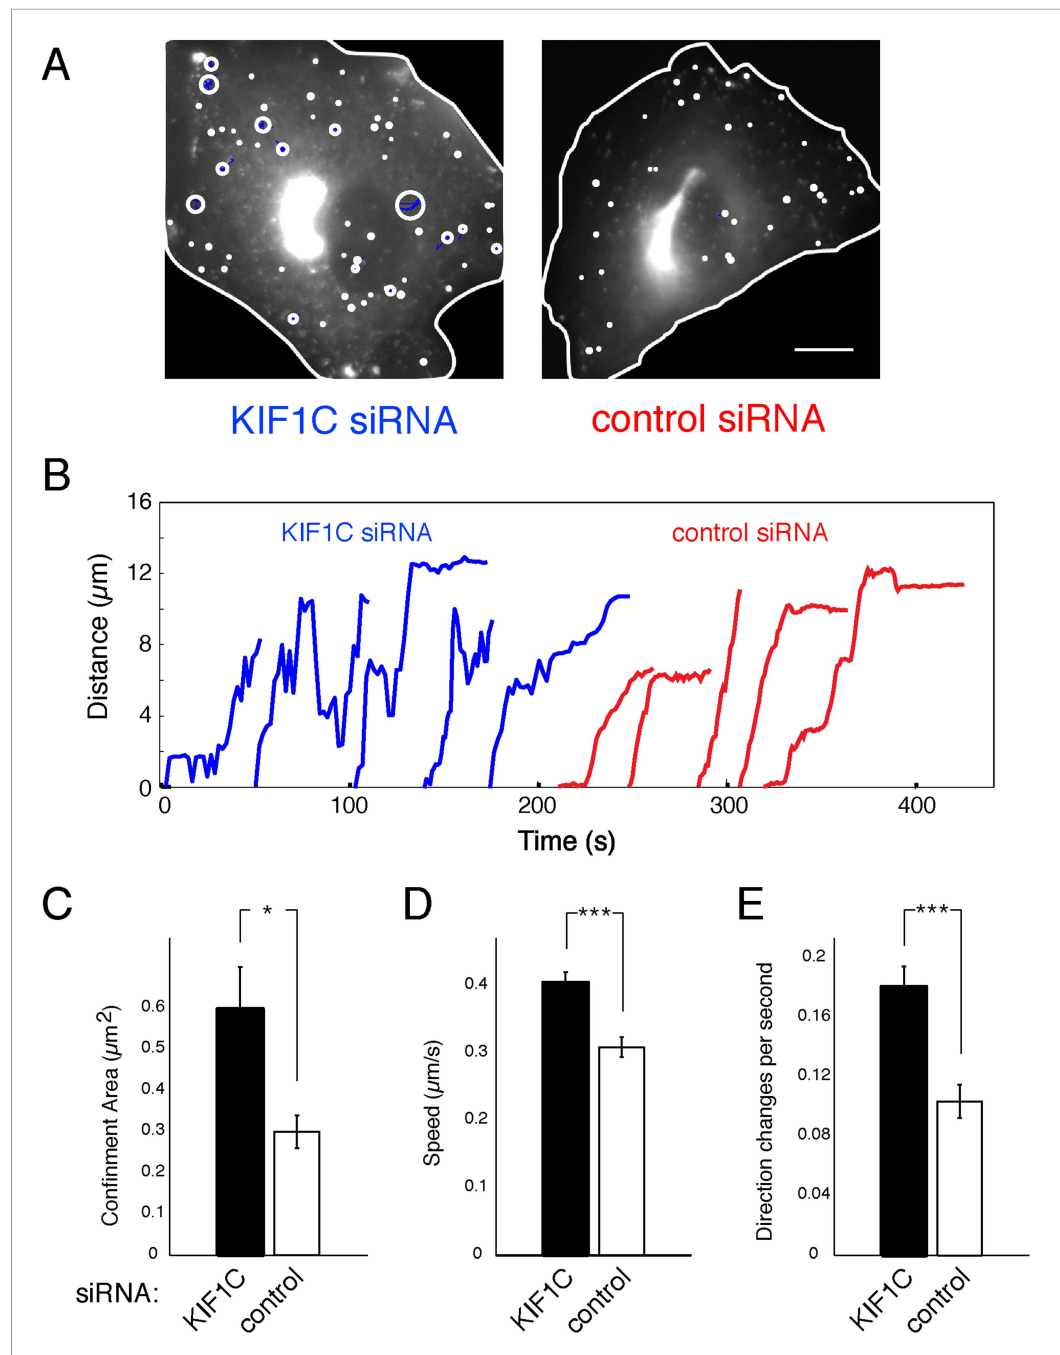 A
KIF1C siRNA
control siRNA
B
16
12
8
4
0
Distance (µm)
KIF1C siRNA
control siRNA
0
100
200
300
400
Time (s)
C
*
0.6
0.5
0.4
0.3
0.2
0.1
0
Confinment Area (µm2)
siRNA:
KIF1C
control
D
***
0.4
0.3
0.2
0.1
0
Speed (µm/s)
KIF1C
control
E
***
0.2
0.16
0.12
0.08
0.04
0
Direction changes per second
KIF1C
control